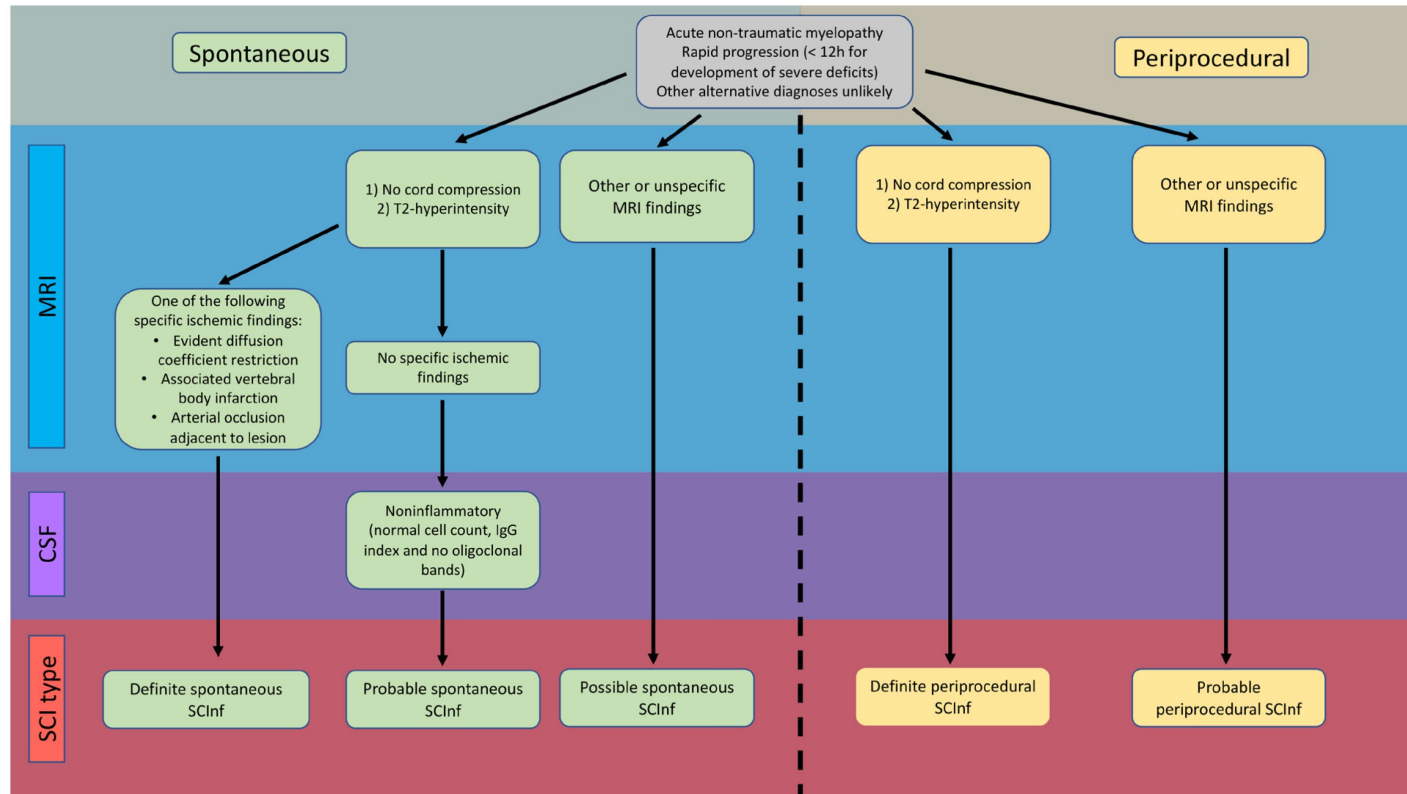 Spontaneous
Acute non-traumatic myelopathy
Rapid progression (< 12h for
development of severe deficits)
Other alternative diagnoses unlikely
Periprocedural
MRI
1) No cord compression
2) T2-hyperintensity
Other or unspecific
MRI findings
1) No cord compression
2) T2-hyperintensity
Other or unspecific
MRI findings
One of the following
specific ischemic findings:
• Evident diffusion
coefficient restriction
• Associated vertebral
body infarction
• Arterial occlusion
adjacent to lesion
No specific ischemic
findings
CSF
Noninflammatory
(normal cell count, IgG
index and no oligoclonal
bands)
SCI type
Definite spontaneous
SCInf
Probable spontaneous
SCInf
Possible spontaneous
SCInf
Definite periprocedural
SCInf
Probable
periprocedural SCInf